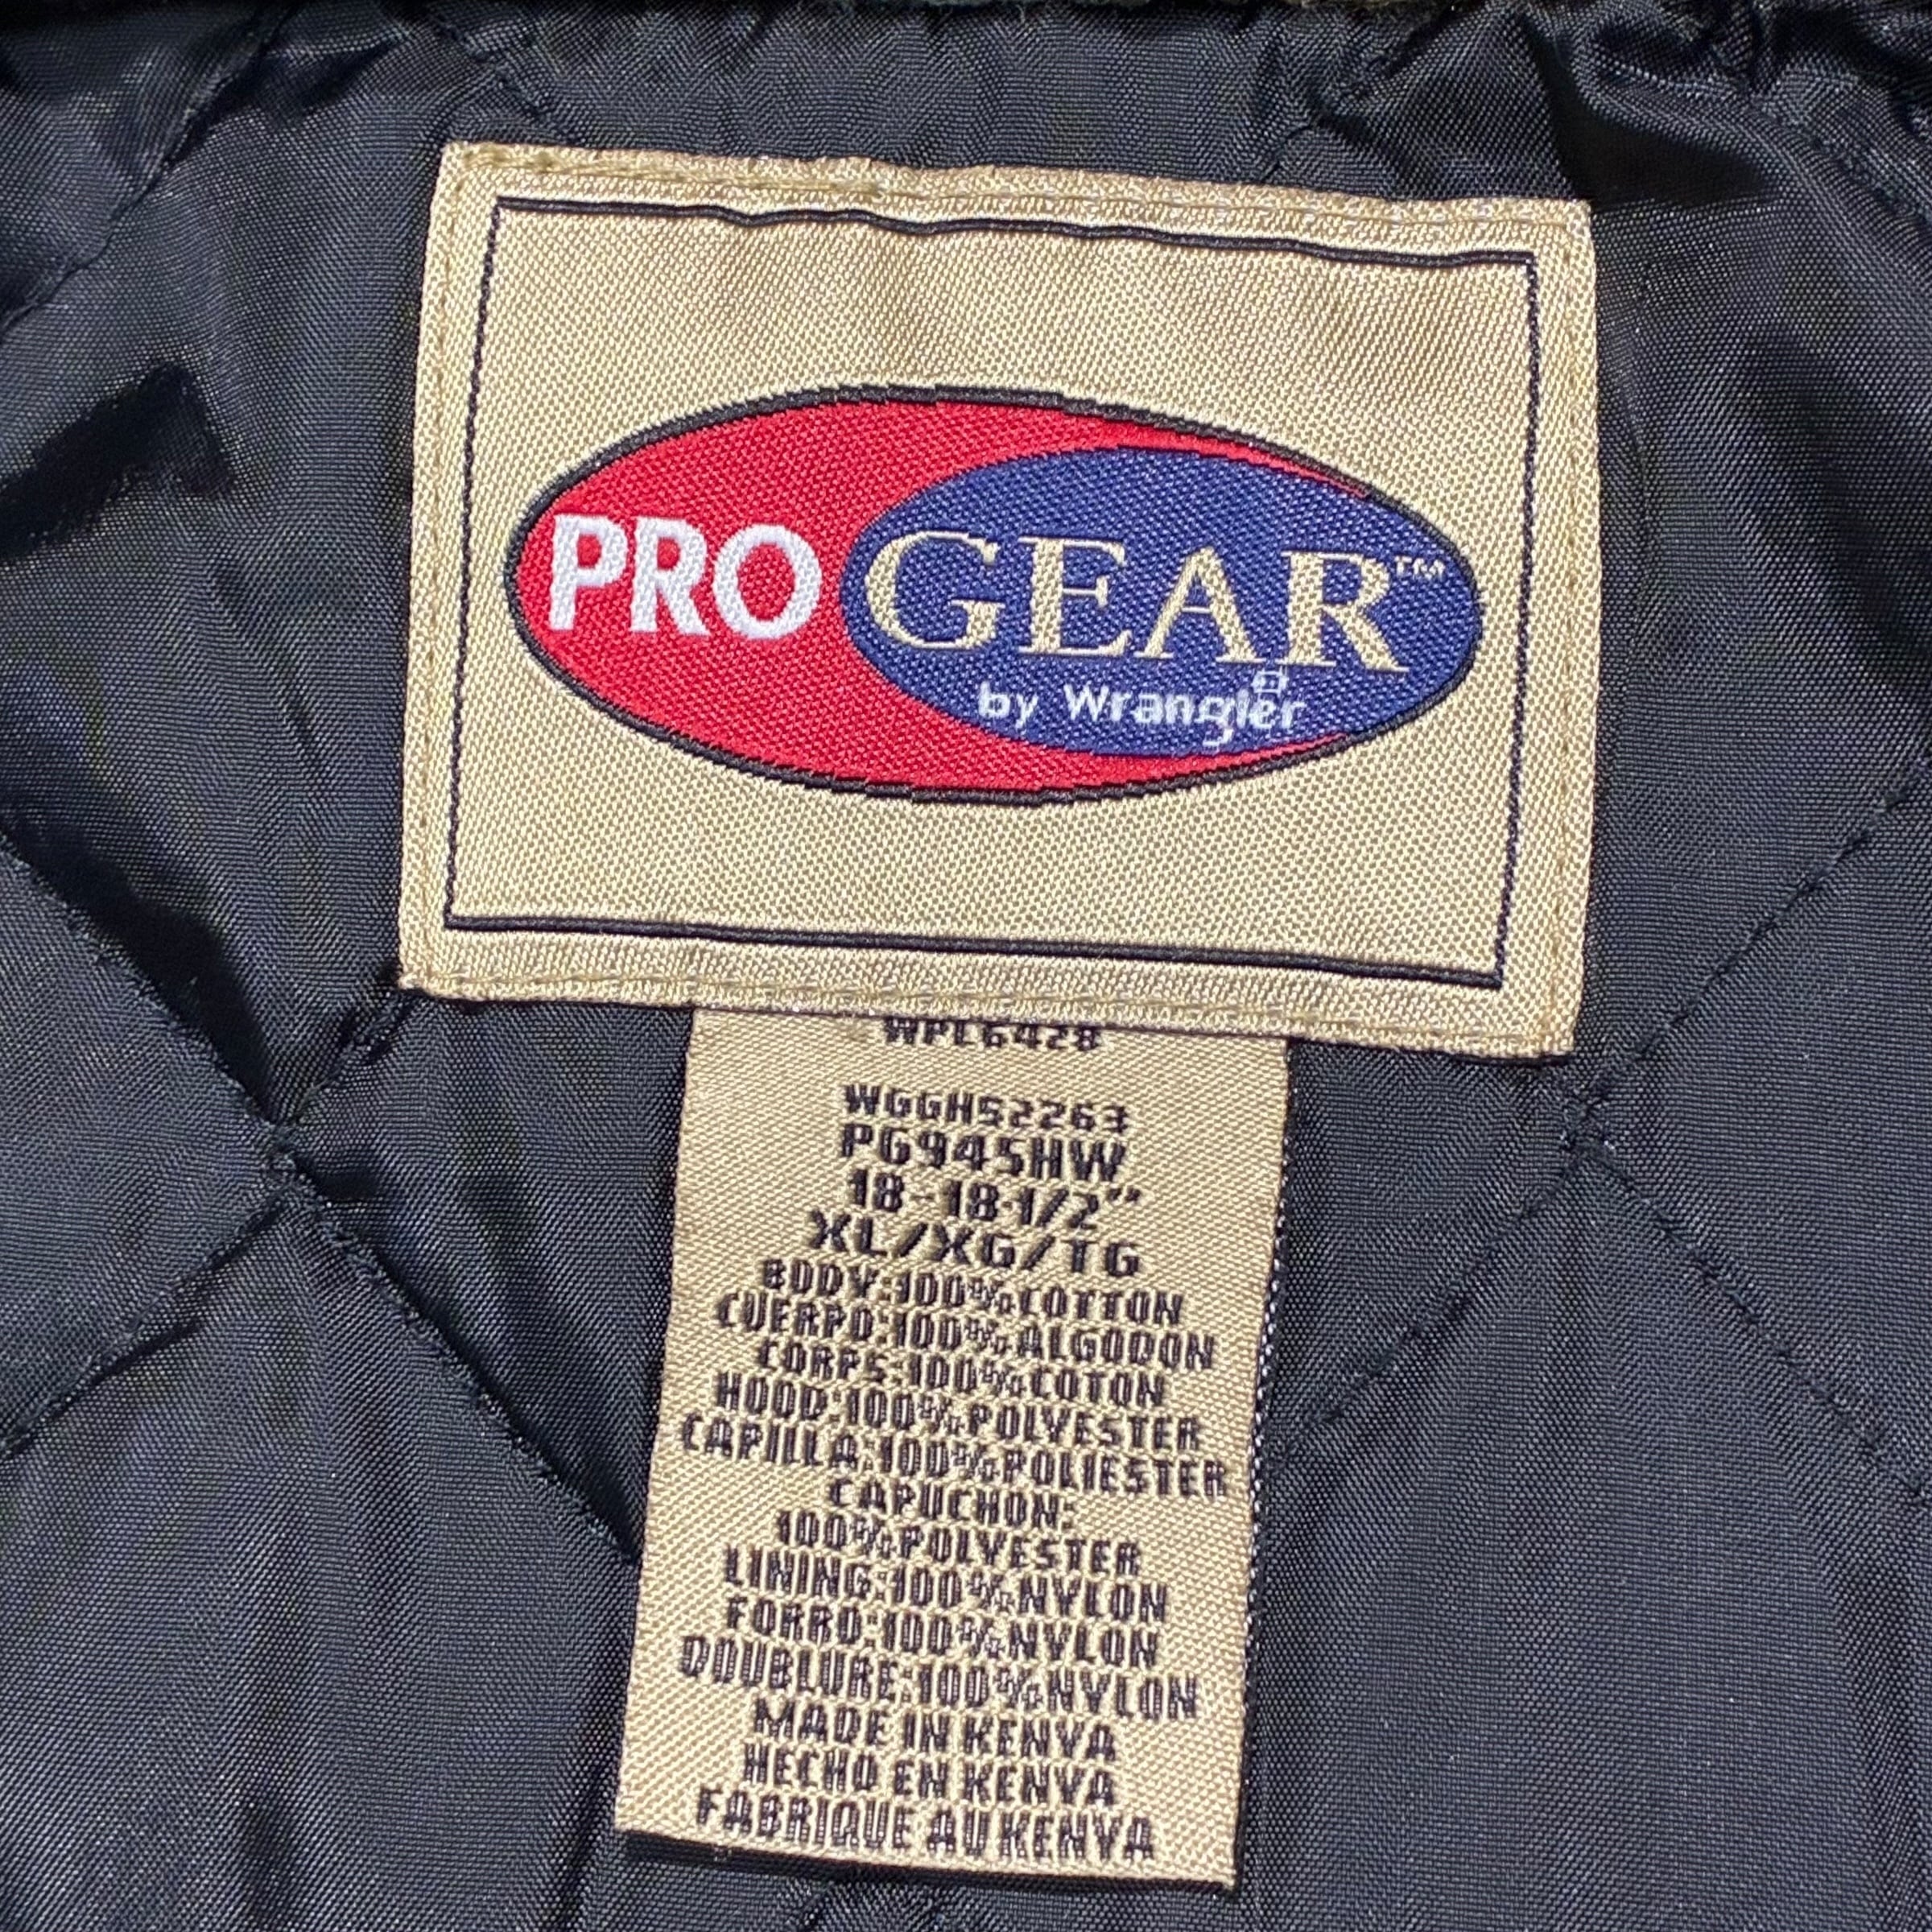 PRO GEAR™
by Wrangler
WPL6428
WGGHS2263
PG945HW
18-18·1/2"
XL/XG/TG
BODY:100%COTTON
CUERPO:100%ALGODON
CORPS:100%COTON
HOOD:100%POLYESTER
CAPILLA:100%POLIESTER
CAPUCHON:
100%POLYESTER
LINING:100%NYLON
FORRO:100%NYLON
DOUBLURE:100%NYLON
MADE IN KENYA
HECHO EN KENYA
FABRIQUE AU KENYA